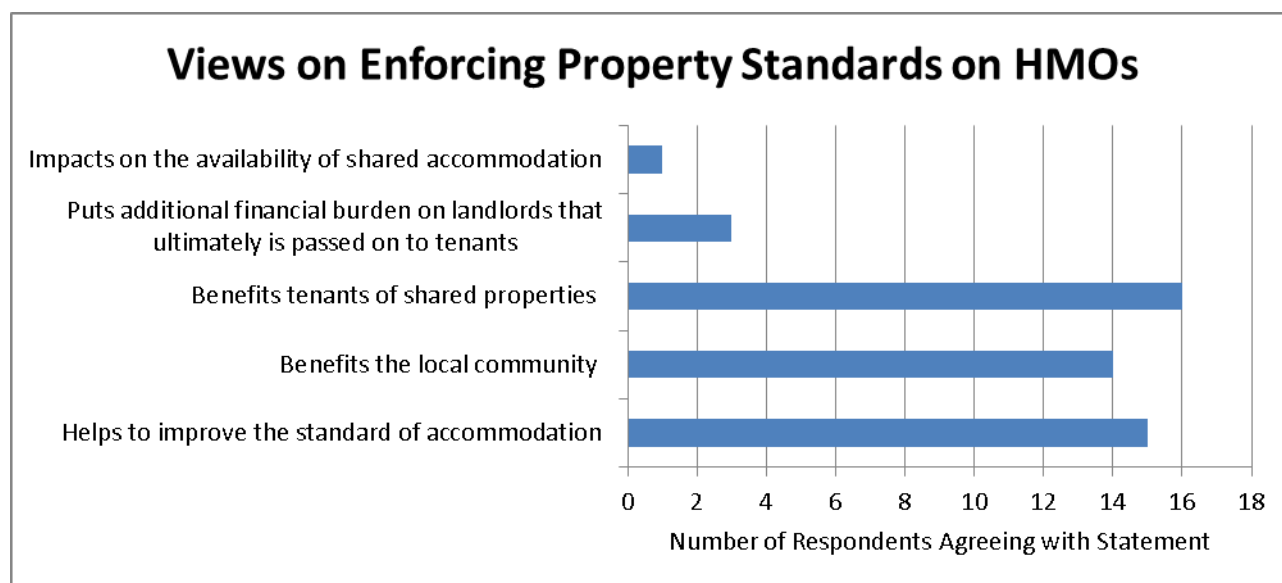 Views on Enforcing Property Standards on HMOs
Impacts on the availability of shared accommodation
Puts additional financial burden on landlords that
ultimately is passed on to tenants
Benefits tenants of shared properties
Benefits the local community
Helps to improve the standard of accommodation
0 2 4 6 8 10 12 14 16 18
Number of Respondents Agreeing with Statement